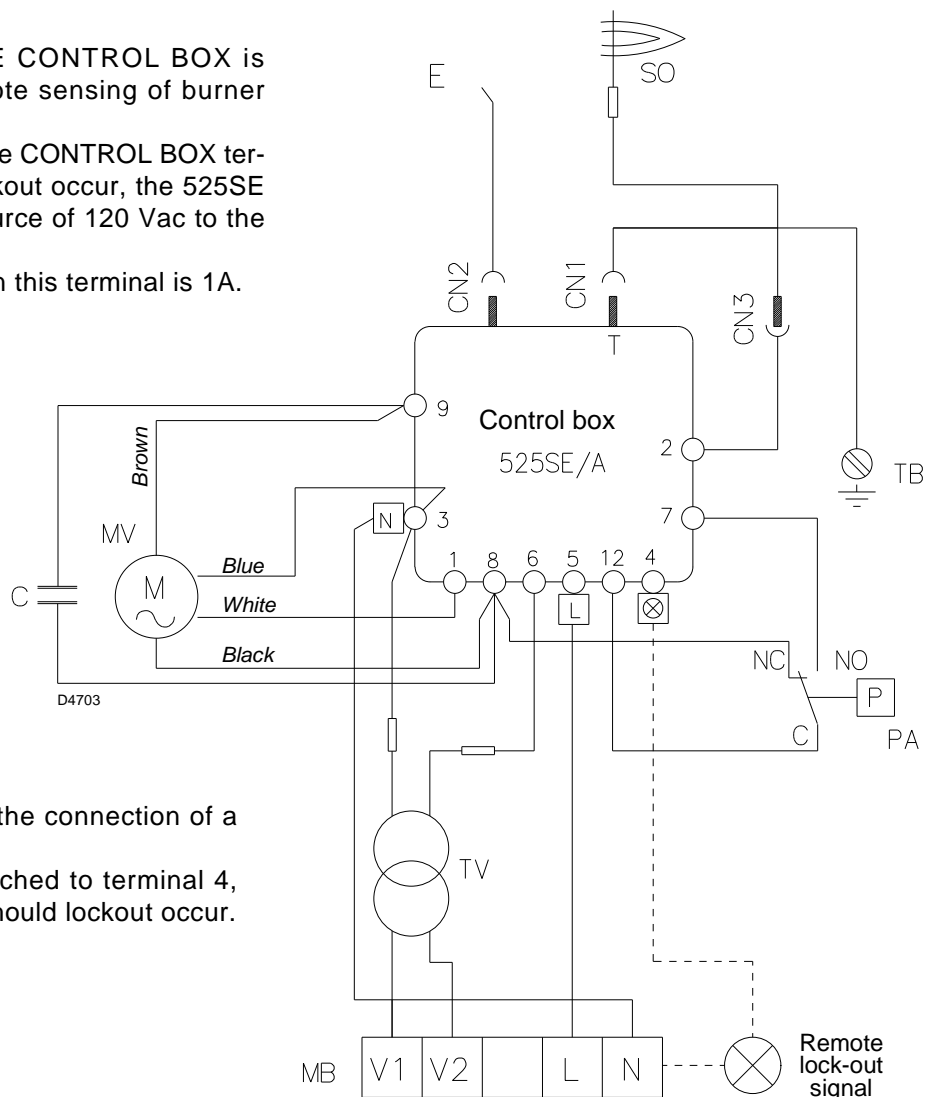 E CONTROL BOX is
ote sensing of burner
e CONTROL BOX ter-
kout occur, the 525SE
urce of 120 Vac to the
n this terminal is 1A.
SO
E
CN2
CN1
CN3
T
9
Control box
525SE/A
2
TB
Brown
MV
N
3
7
Blue
1
8
6
5
12
4
M
C
White
L
Black
NC
NO
P
D4703
C
PA
the connection of a
ched to terminal 4,
hould lockout occur.
TV
MB
V1
V2
L
N
Remote
lock-out
signal